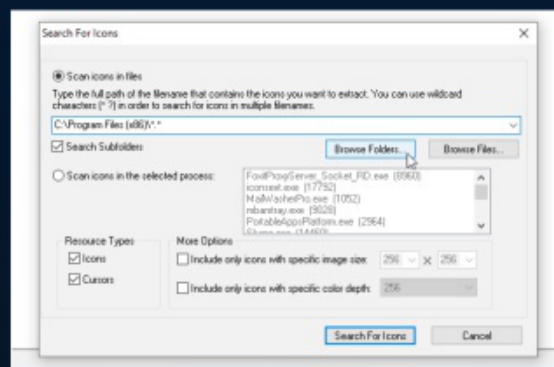 Search For Icons
Scan icons in files
Type the full path of the filename that contains the icons you want to extract. You can use wildcard
characters (* ?) in order to search for icons in multiple filenames.
C:\Program Files (x86)\*.*
Search Subfolders
Browse Folders...
Browse Files...
Scan icons in the selected process:
FoxitProxyServer_Socket_RD.exe (8960)
iconsext.exe (17792)
MailWasherPro.exe (1052)
mbamtray.exe (9028)
PortableAppsPlatform.exe (2964)
Resource Types
Icons
Cursors
More Options
Include only icons with specific image size:
256 x 256
Include only icons with specific color depth:
256
Search For Icons
Cancel